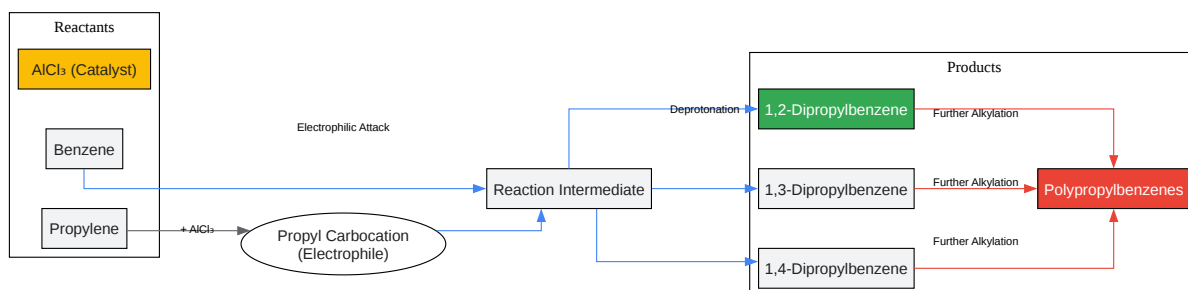 Reactants
AlCl₃ (Catalyst)
Benzene
Propylene
+ AlCl₃
Electrophilic Attack
Propyl Carbocation
(Electrophile)
Reaction Intermediate
Deprotonation
Products
1,2-Dipropylbenzene
Further Alkylation
1,3-Dipropylbenzene
Further Alkylation
Polypropylbenzenes
1,4-Dipropylbenzene
Further Alkylation